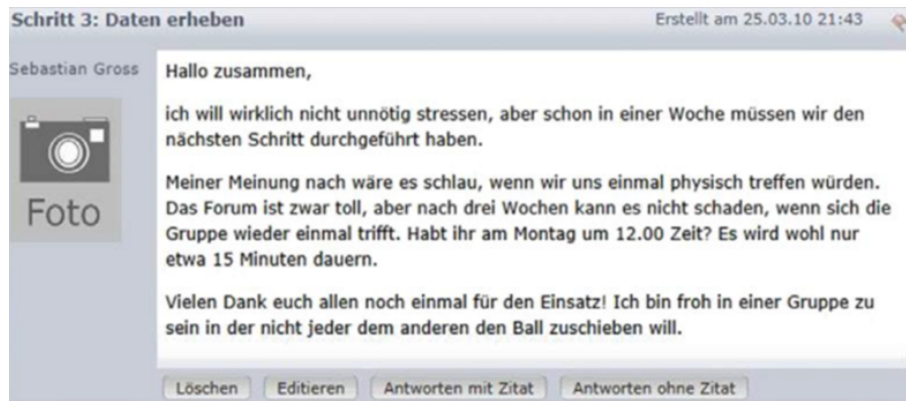 Schritt 3: Daten erheben
Erstellt am 25.03.10 21:43
Sebastian Gross
Foto
Hallo zusammen,
ich will wirklich nicht unnötig stressen, aber schon in einer Woche müssen wir den
nächsten Schritt durchgeführt haben.
Meiner Meinung nach wäre es schlau, wenn wir uns einmal physisch treffen würden.
Das Forum ist zwar toll, aber nach drei Wochen kann es nicht schaden, wenn sich die
Gruppe wieder einmal trifft. Habt ihr am Montag um 12.00 Zeit? Es wird wohl nur
etwa 15 Minuten dauern.
Vielen Dank euch allen noch einmal für den Einsatz! Ich bin froh in einer Gruppe zu
sein in der nicht jeder dem anderen den Ball zuschieben will.
Löschen
Editieren
Antworten mit Zitat
Antworten ohne Zitat